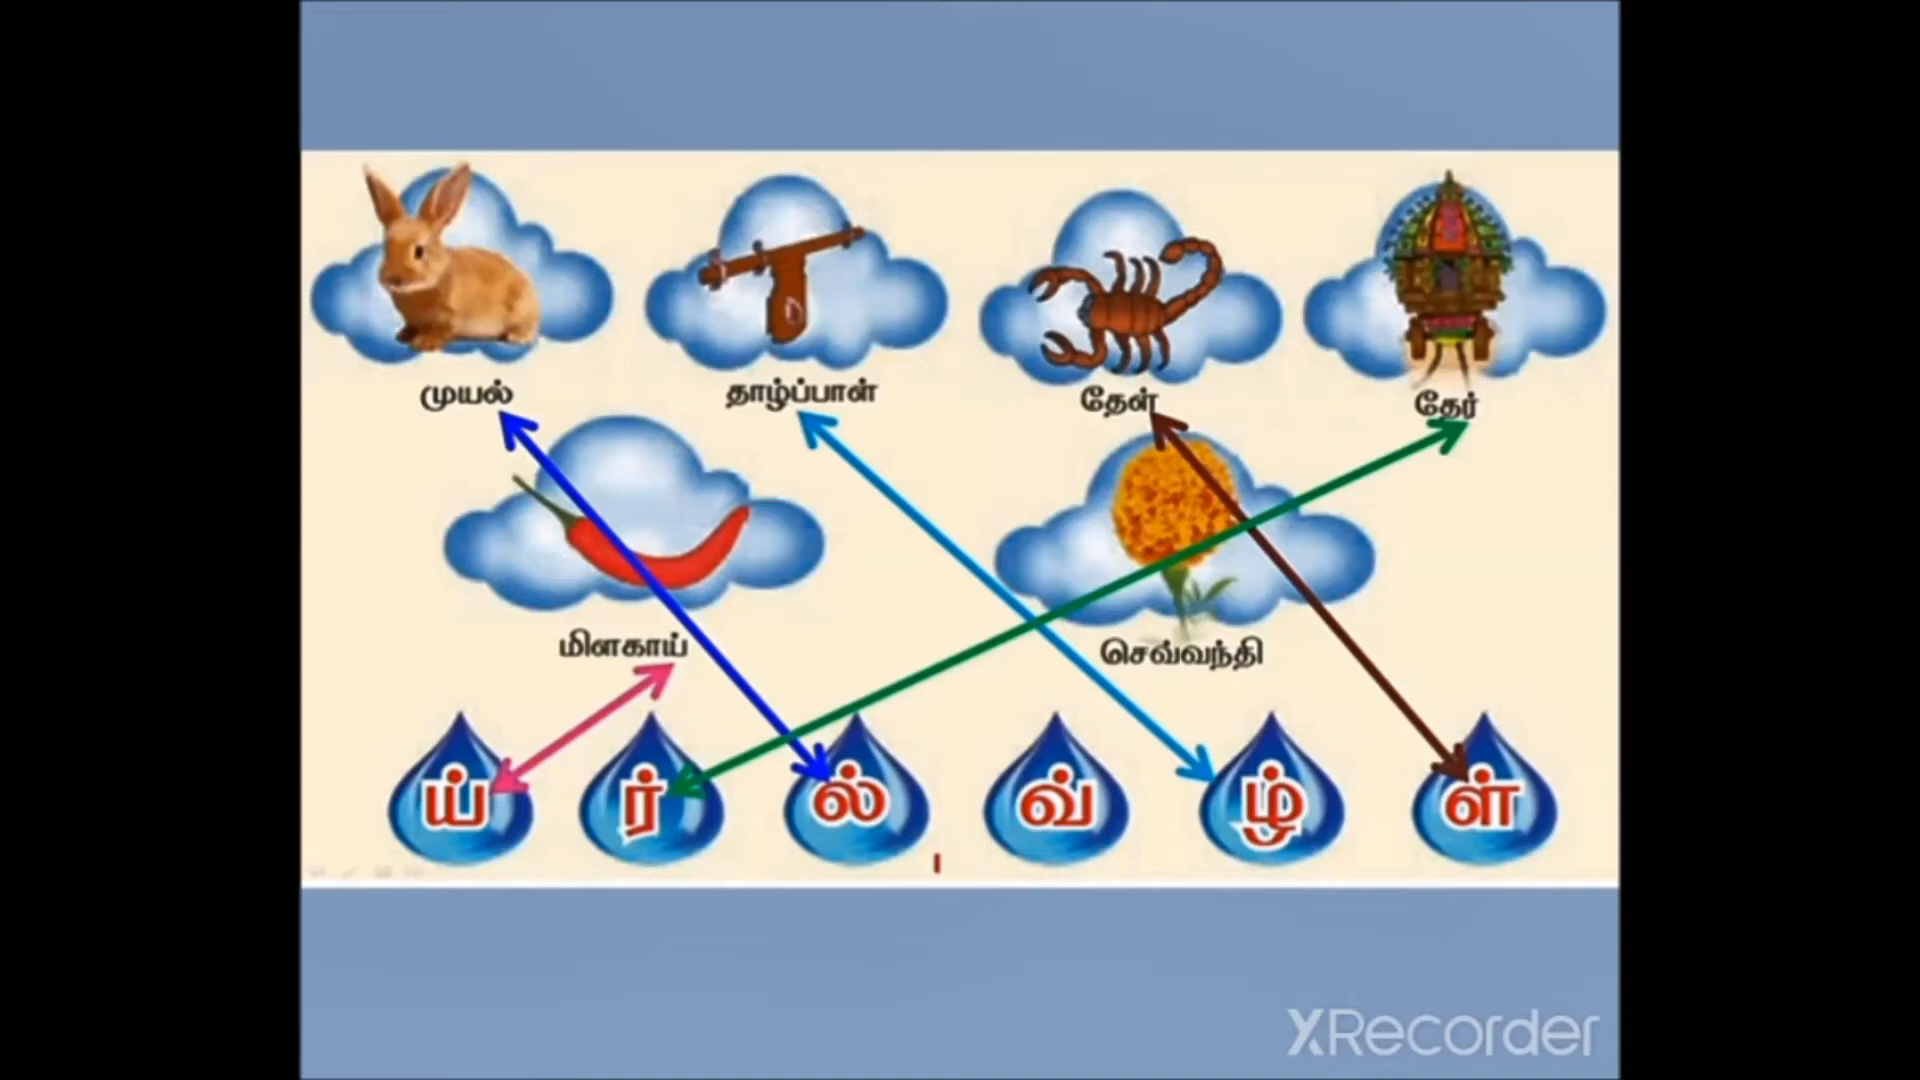 முயல் தாழ்ப்பாள் தேள் தேர்
மிளகாய் செவ்வந்தி
ய் ர் ல் வ் ழ் ள்
XRecorder